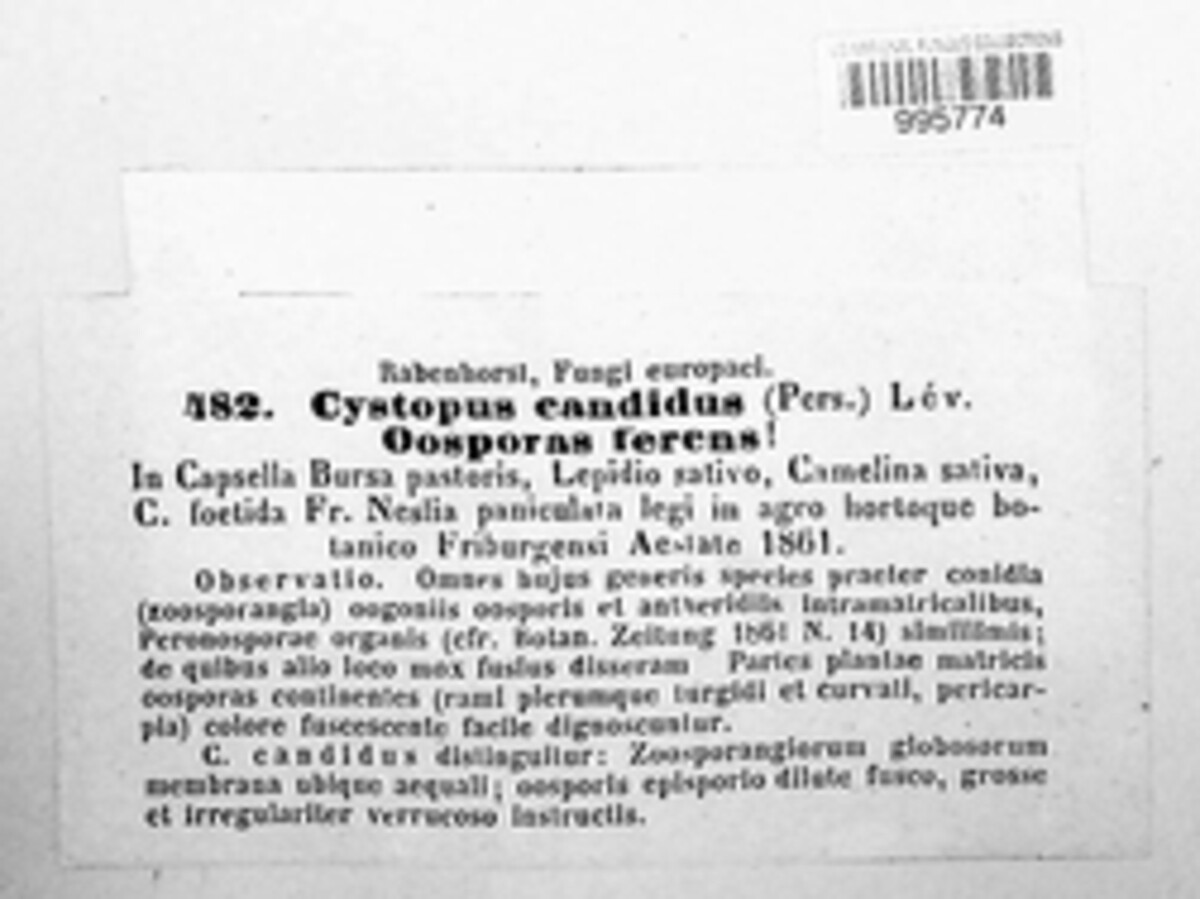 U.S. NATIONAL FUNGUS COLLECTIONS
995774
Rabenhorst, Fungi europaei.
482. Cystopus candidus (Pers.) Lév.
Oosporas ferens!
In Capsella Bursa pastoris, Lepidio sativo, Camelina sativa,
C. foetida Fr. Neslia paniculata legi in agro hortoque bo-
tanico Friburgensi Aestate 1861.
Observatio. Omnes hujus generis species praeter conidia
(zoosporangia) oogoniis oosporis et antheridiis intramatricalibus,
Peronosporae organis (cfr. Botan. Zeitung 1861 N. 14) simillimis;
de quibus alio loco mox fusius disseram Partes plantae matricis
oosporas continentes (rami plerumque turgidi et curvati, pericar-
pia) colore fuscescente facile dignoscuntur.
C. candidus distinguitur: Zoosporangiorum globosorum
membrana ubique aequali; oosporis episporio dilute fusco, grosse
et irregulariter verrucoso instructis.